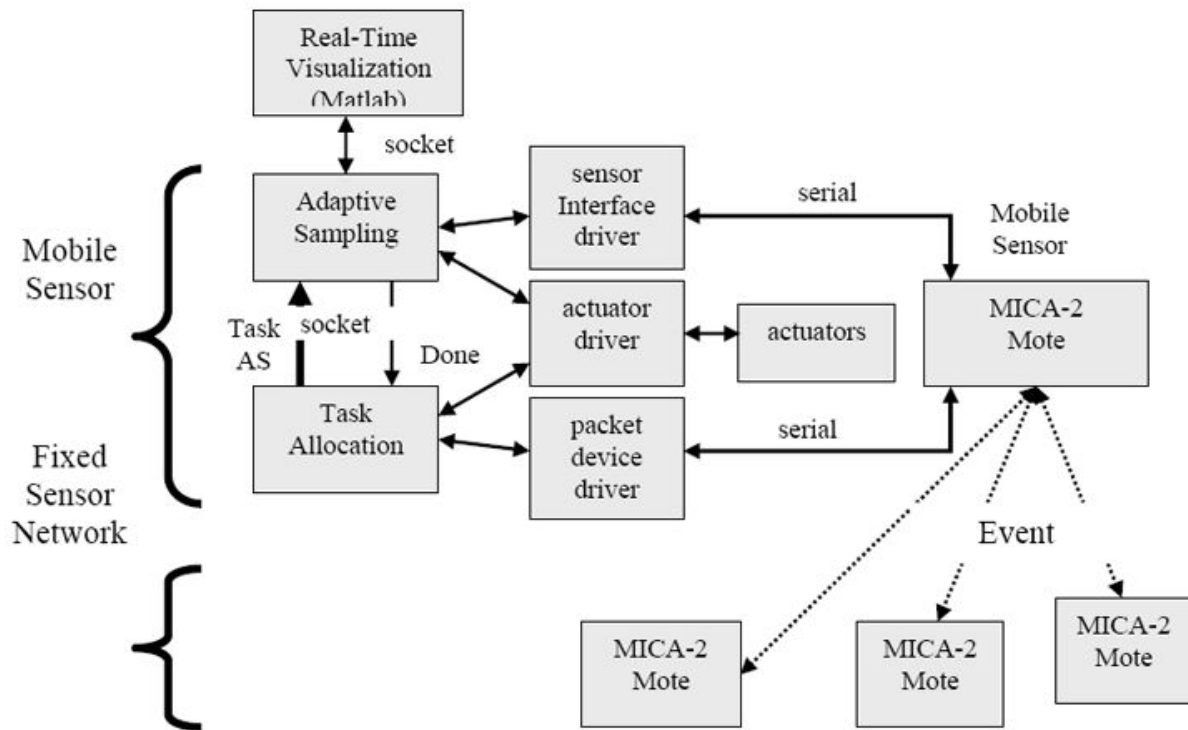 Real-Time
Visualization
(Matlab)
socket
Adaptive
Sampling
sensor
Interface
driver
serial
Mobile
Sensor
Mobile
Sensor
MICA-2
Mote
actuator
driver
actuators
Task
AS
socket
Done
Task
Allocation
packet
device
driver
serial
Fixed
Sensor
Network
Event
MICA-2
Mote
MICA-2
Mote
MICA-2
Mote